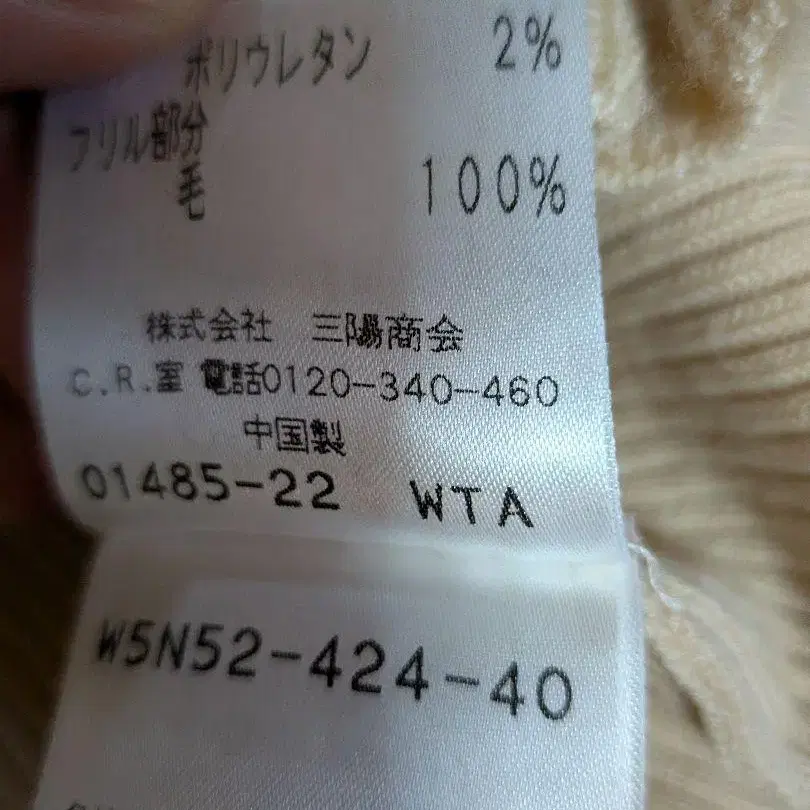 ポリウレタン 2%
フリル部分
毛 100%
株式会社 三陽商会
C.R.室 電話0120-340-460
中国製
01485-22 WTA
W5N52-424-40